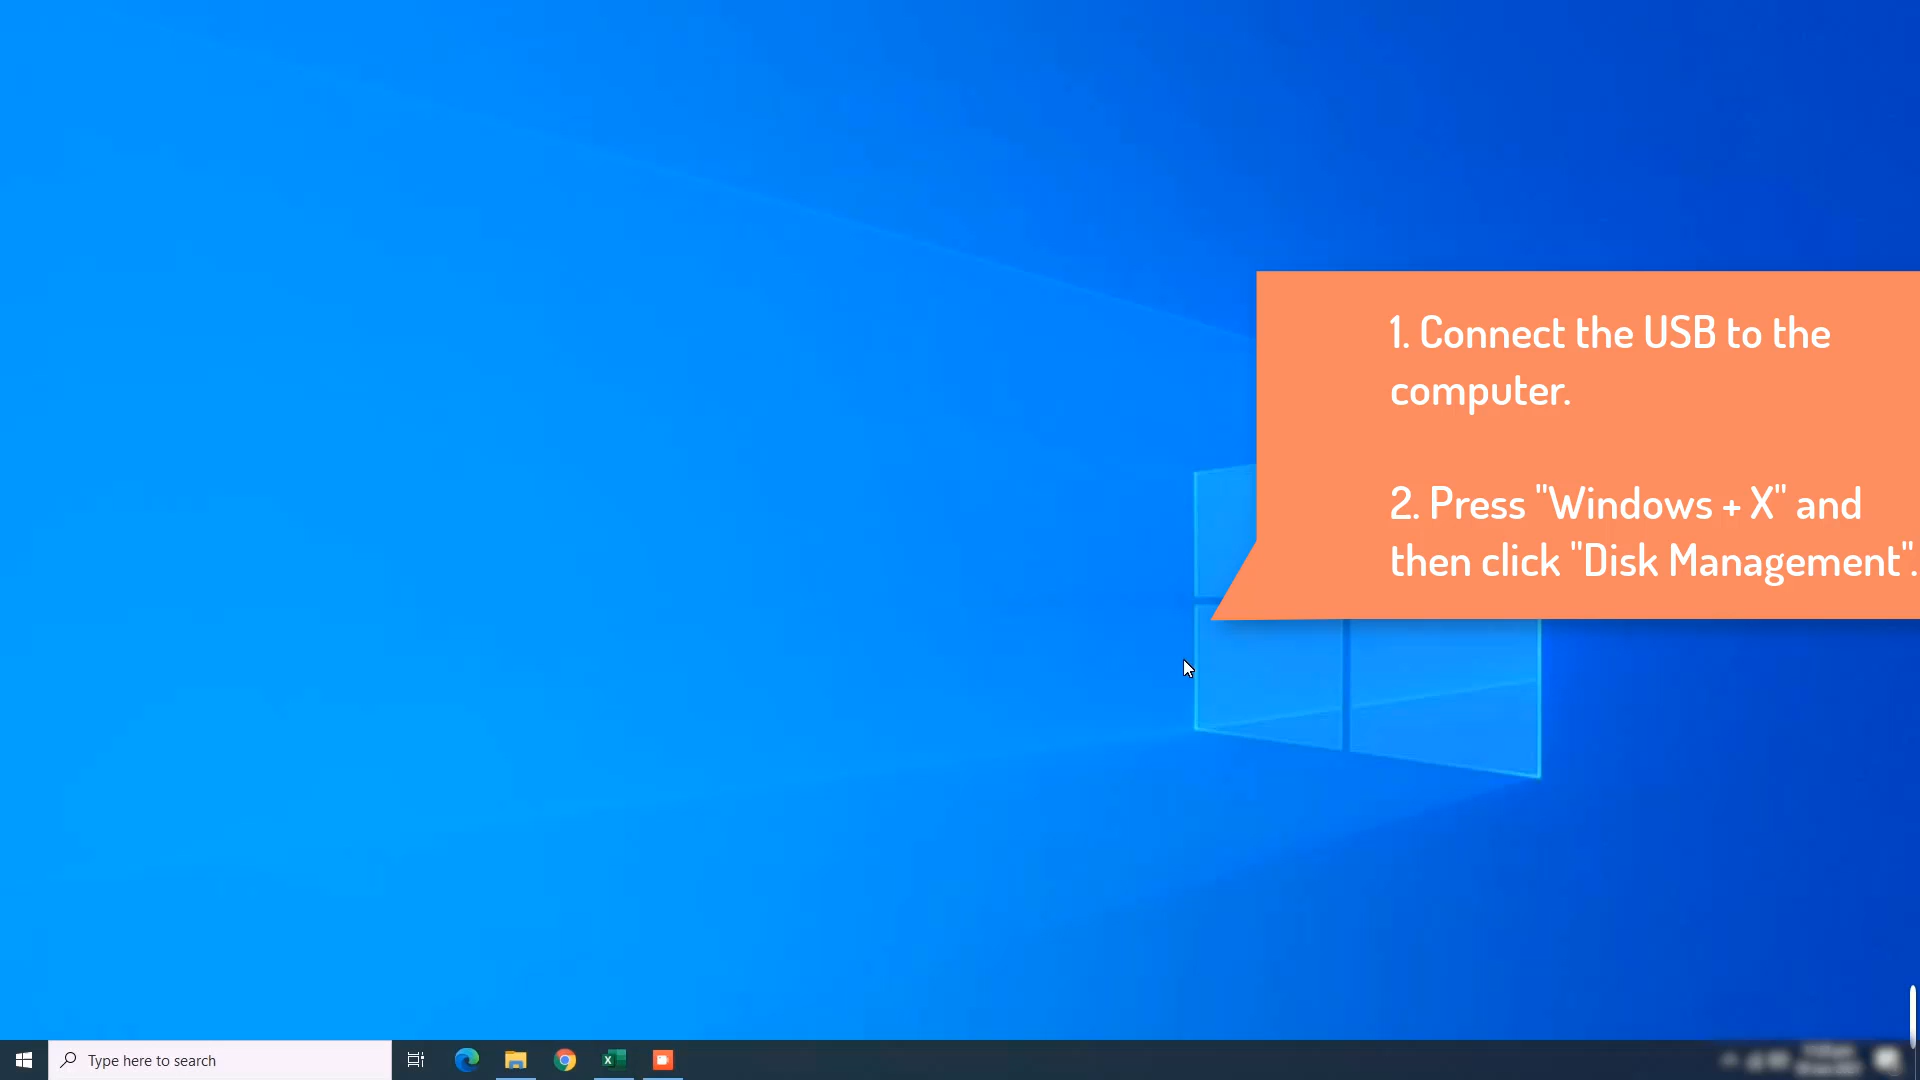 1. Connect the USB to the
computer.
2. Press "Windows + X" and
then click "Disk Management".
Type here to search